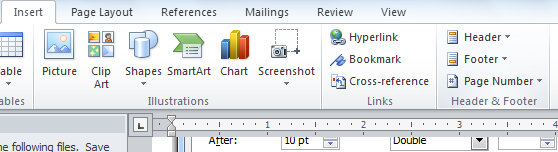 Insert Page Layout References Mailings Review View
able Picture Clip Art Shapes SmartArt Chart Screenshot
Hyperlink
Bookmark
Cross-reference
Header
Footer
Page Number
ables Illustrations Links Header & Footer
L 1 2 3 4
After: 10 pt Double
e following files. Save